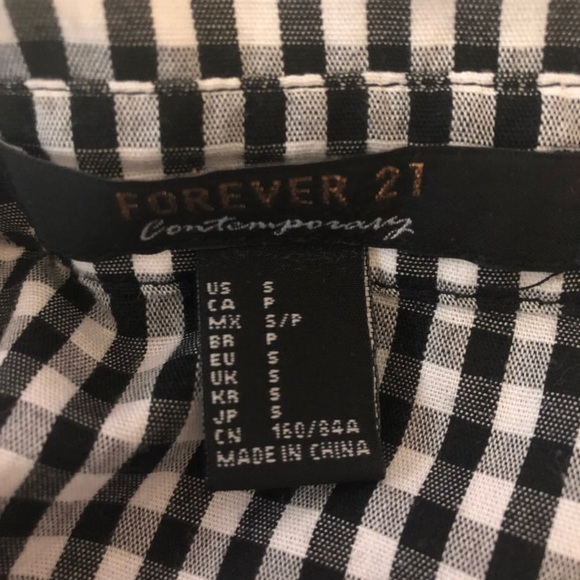 FOREVER 21
Contemporary
US S
CA P
MX S/P
BR P
EU S
UK S
KR S
JP S
CN 160/84A
MADE IN CHINA